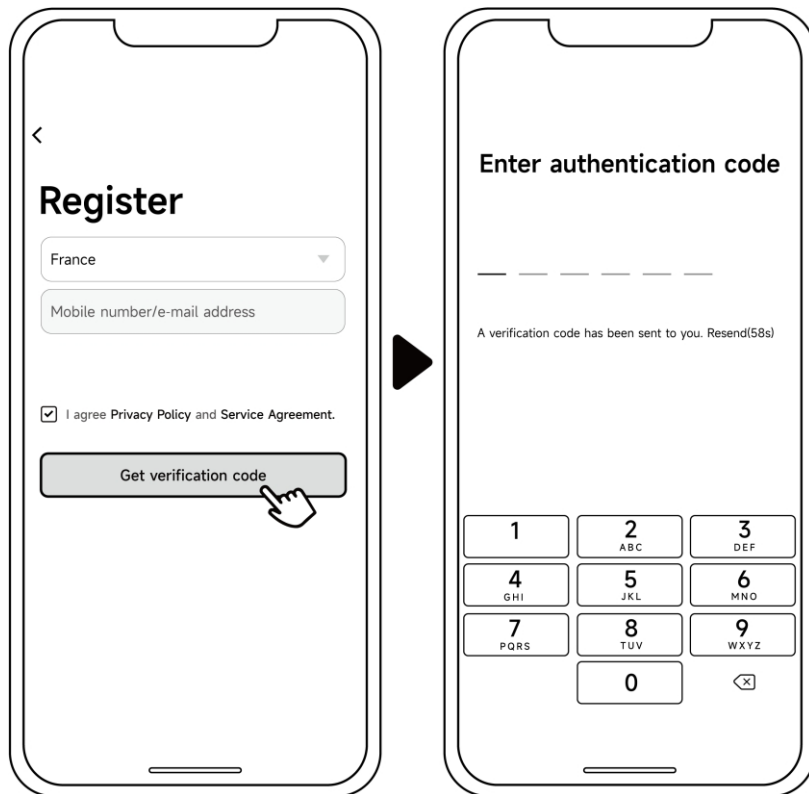 Register
France
Mobile number/e-mail address
I agree Privacy Policy and Service Agreement.
Get verification code
Enter authentication code
A verification code has been sent to you. Resend(58s)
1
2
ABC
3
DEF
4
GHI
5
JKL
6
MNO
7
PQRS
8
TUV
9
WXYZ
0